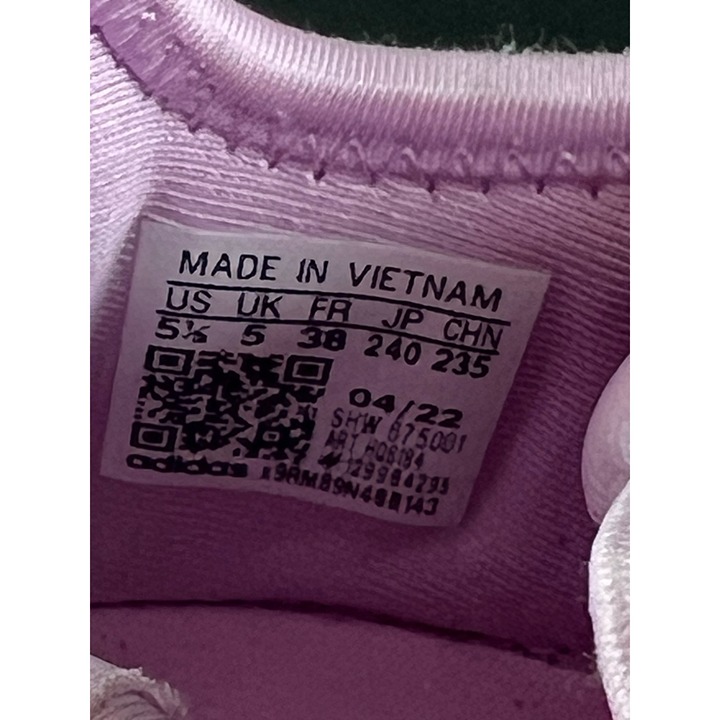 MADE IN VIETNAM
US UK FR JP CHN
5½ 5 38 240 235
04/22
SHW 675001
ART
adidas